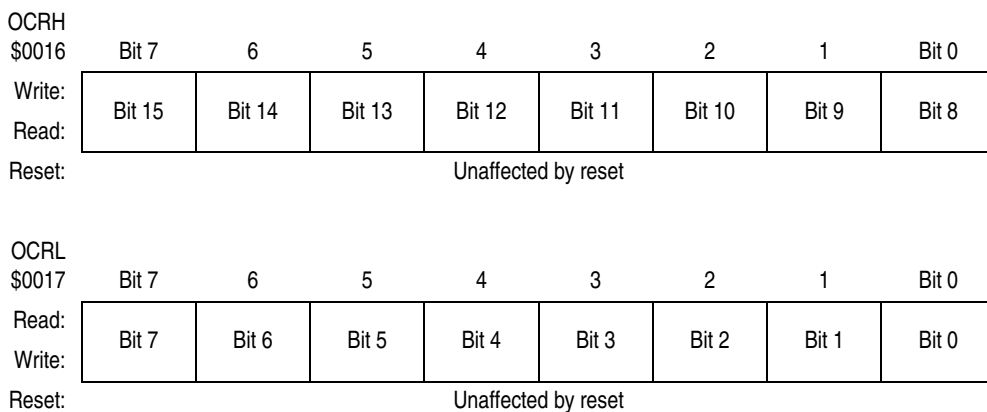 OCRH
$0016 Bit 7 6 5 4 3 2 1 Bit 0
Write:
Bit 15 Bit 14 Bit 13 Bit 12 Bit 11 Bit 10 Bit 9 Bit 8
Read:
Reset: Unaffected by reset
OCRL
$0017 Bit 7 6 5 4 3 2 1 Bit 0
Read:
Bit 7 Bit 6 Bit 5 Bit 4 Bit 3 Bit 2 Bit 1 Bit 0
Write:
Reset: Unaffected by reset